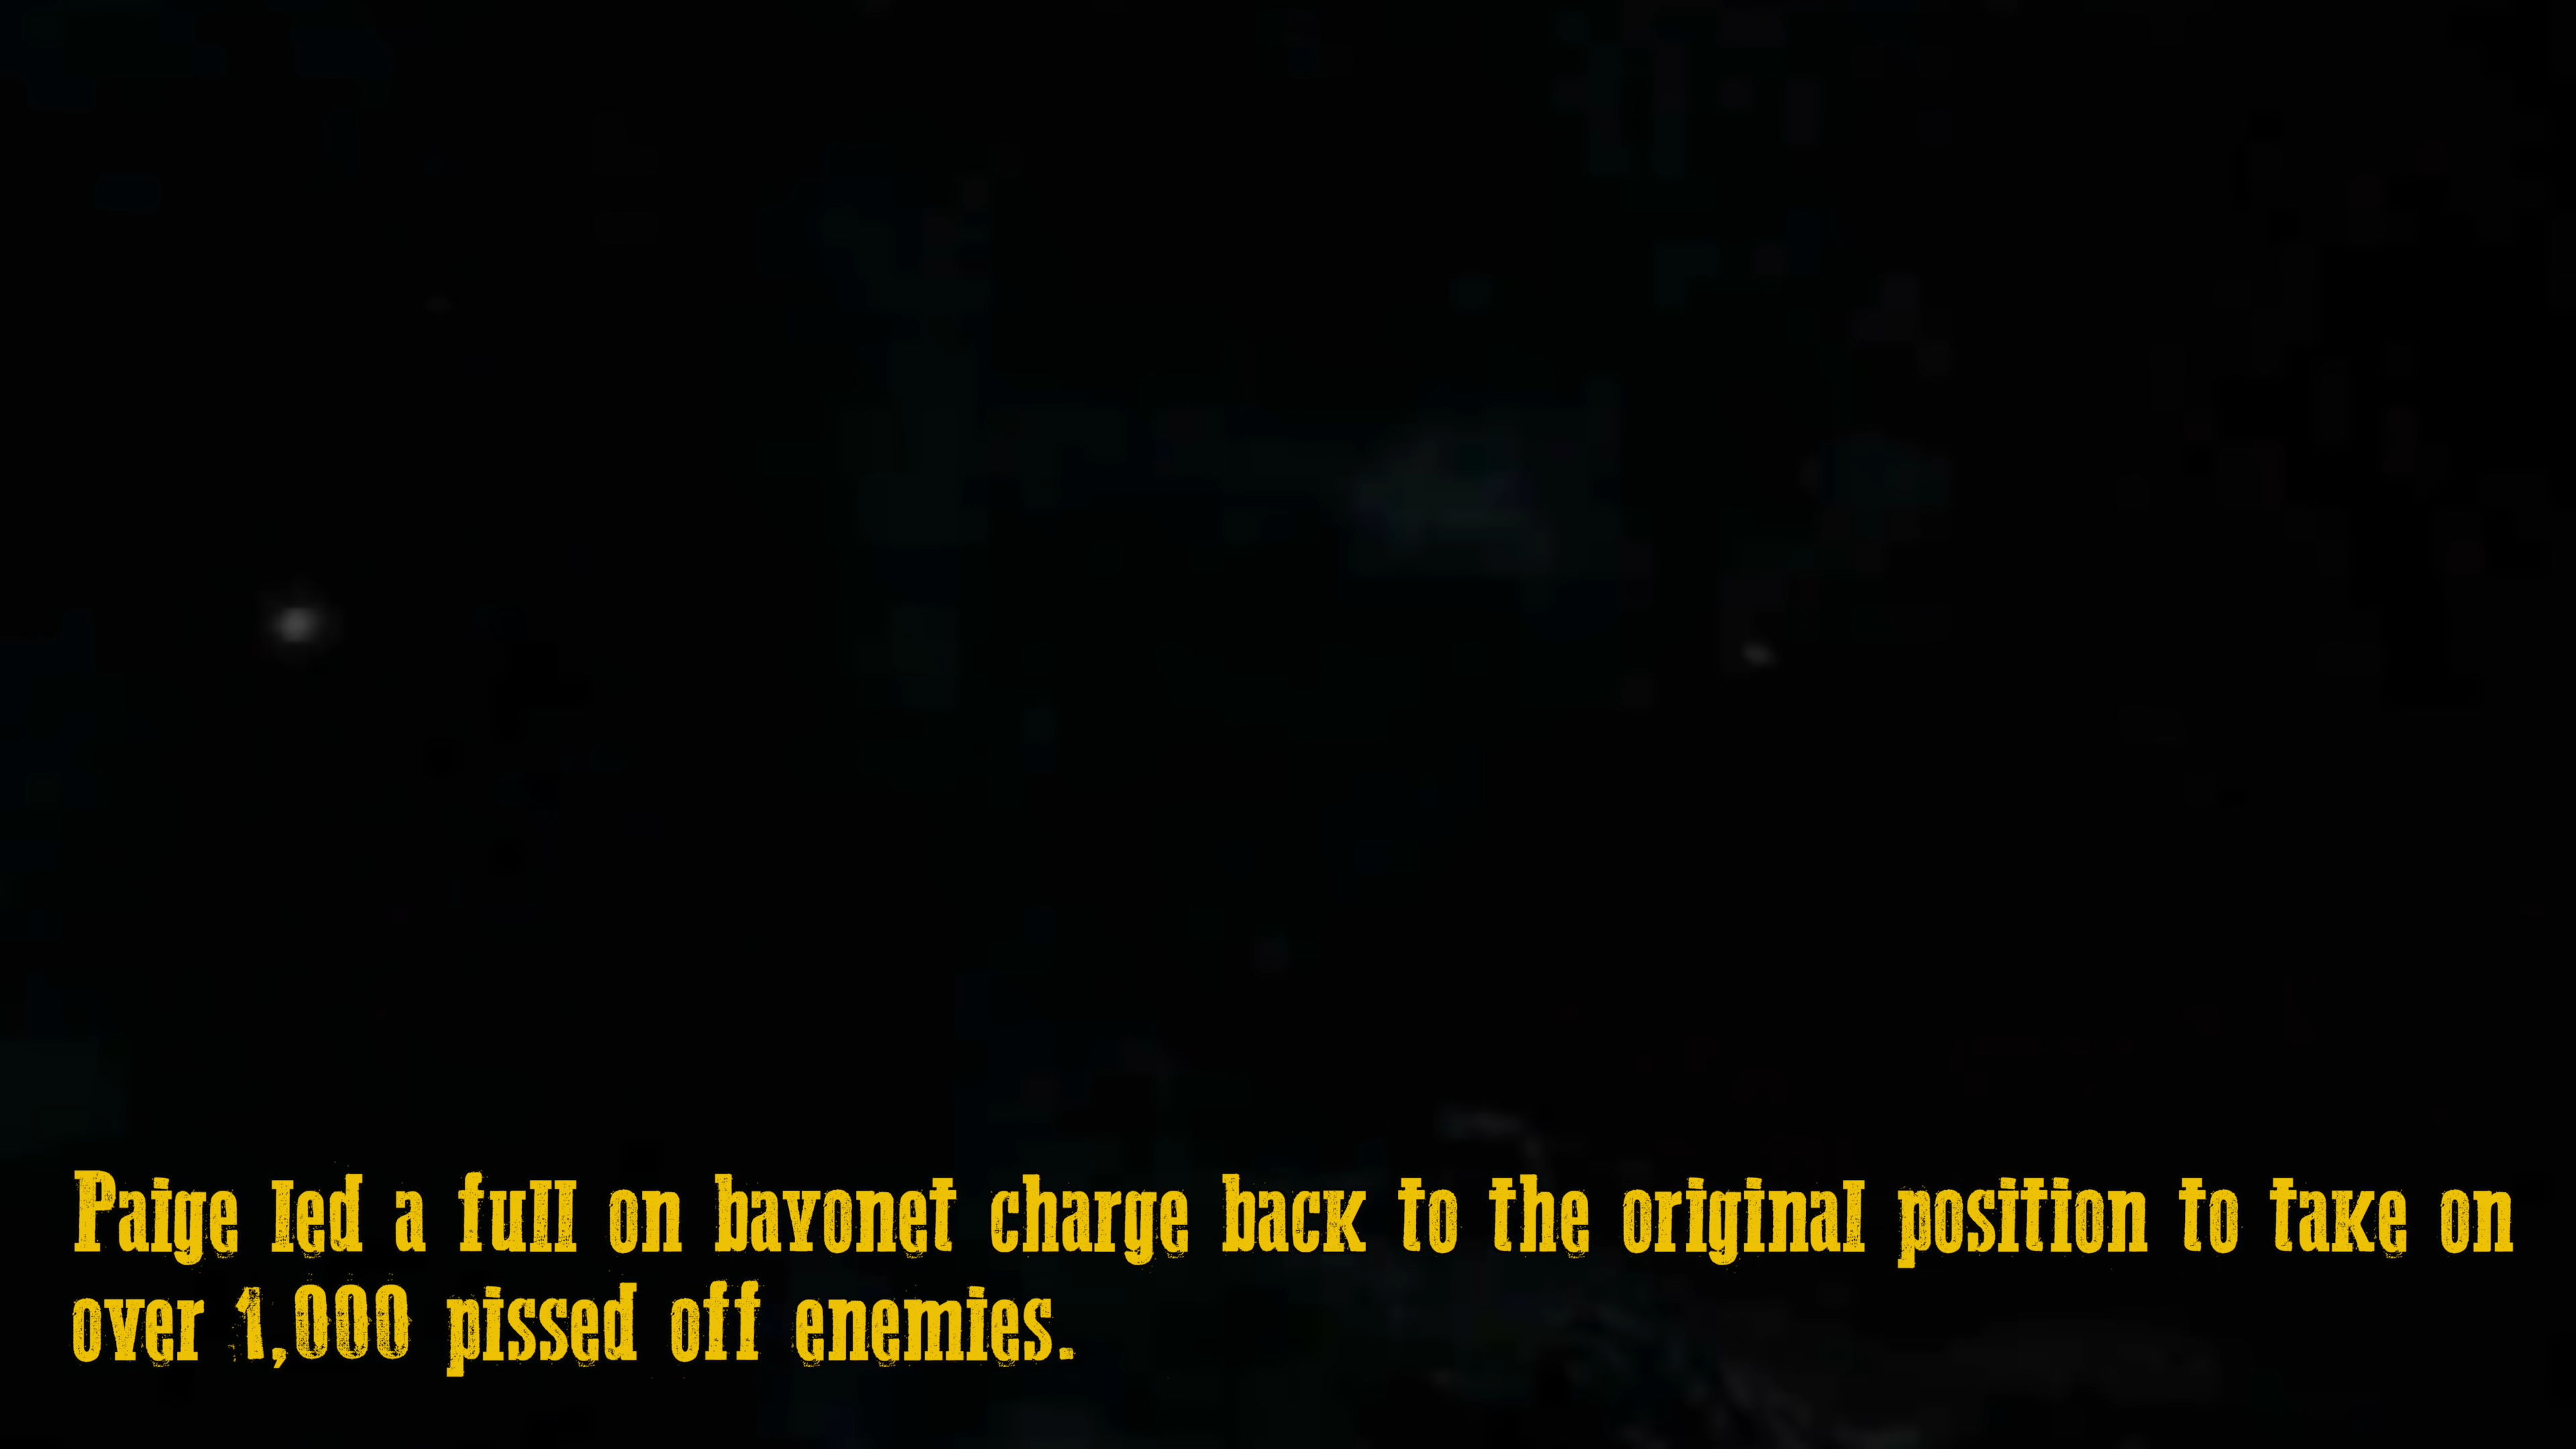 Paige led a full on bayonet charge back to the original position to take on
over 1,000 pissed off enemies.